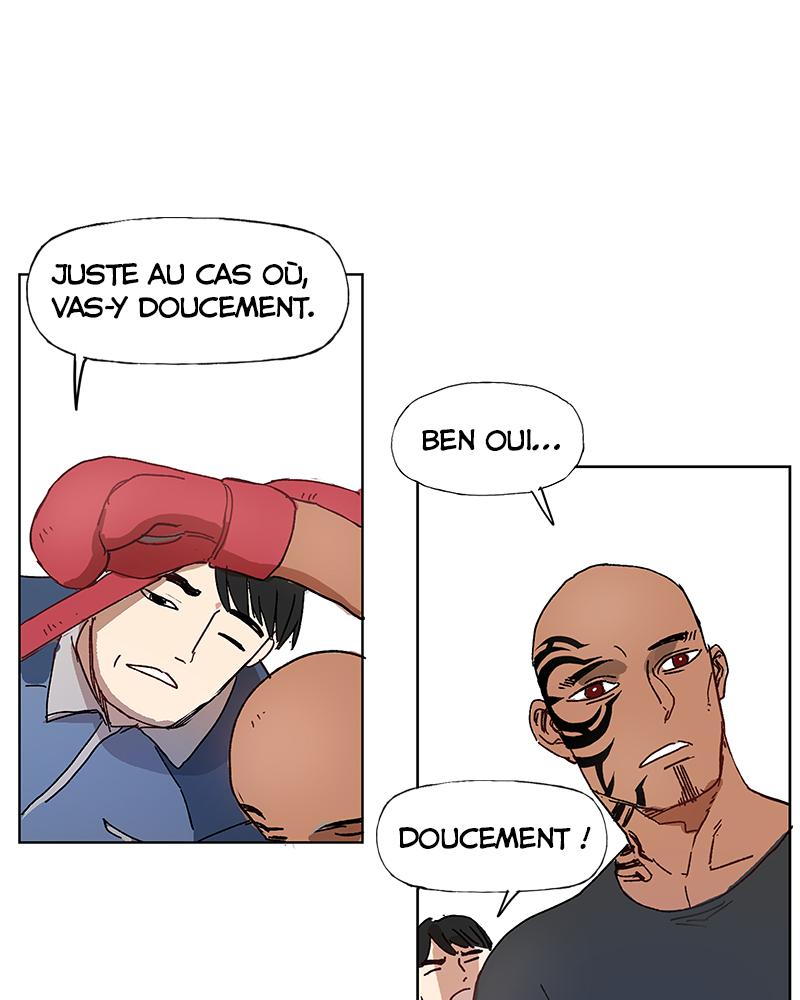 JUSTE AU CAS OÙ,
VAS-Y DOUCEMENT.
BEN OUI...
DOUCEMENT !